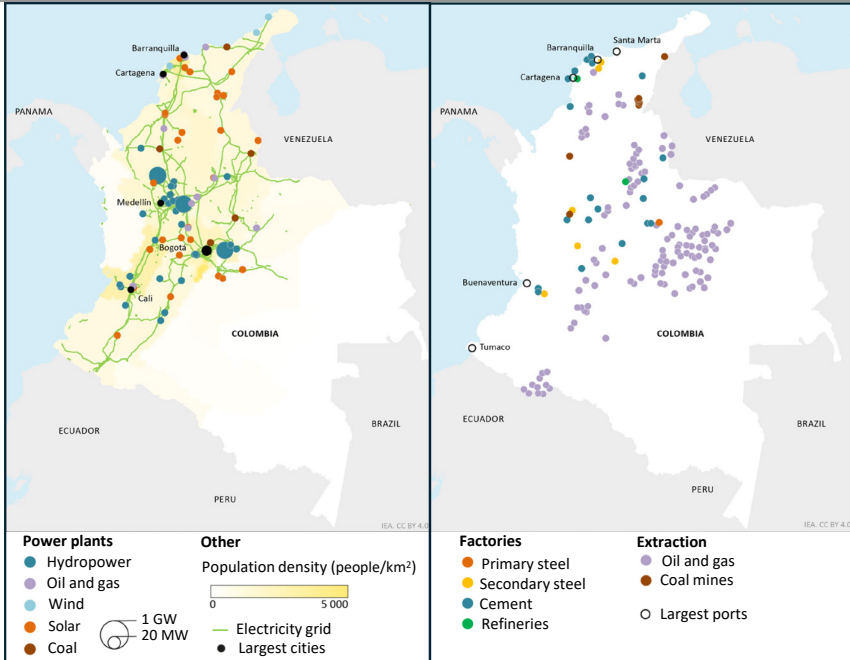 Barranquilla
Cartagena
PANAMA
VENEZUELA
Medellín
Bogotá
Cali
COLOMBIA
ECUADOR
BRAZIL
PERU
IEA. CC BY 4.0
Santa Marta
Barranquilla
Cartagena
PANAMA
VENEZUELA
Buenaventura
COLOMBIA
Tumaco
ECUADOR
BRAZIL
PERU
IEA. CC BY 4.0
Power plants
Hydropower
Oil and gas
Wind
Solar
Coal
1 GW
20 MW
Other
Population density (people/km²)
0 5 000
Electricity grid
Largest cities
Factories
Primary steel
Secondary steel
Cement
Refineries
Extraction
Oil and gas
Coal mines
Largest ports